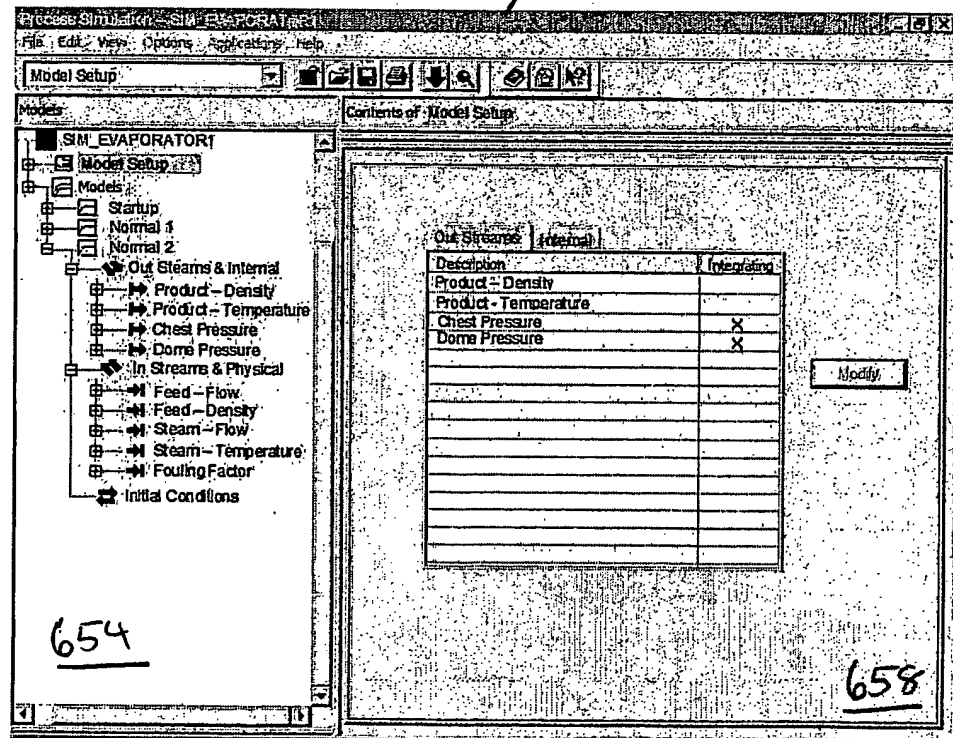 Process Simulation - SIM_EVAPORATOR1
File Edit View Options Applications Help
Model Setup
Models
Contents of Model Setup
SIM_EVAPORATOR1
Model Setup
Models
Startup
Normal 1
Normal 2
Out Steams & Internal
Product – Density
Product – Temperature
Chest Pressure
Dome Pressure
In Streams & Physical
Feed – Flow
Feed – Density
Steam – Flow
Steam – Temperature
Fouling Factor
Initial Conditions
Out Streams Internal
Description Integrating
Product – Density
Product - Temperature
Chest Pressure X
Dome Pressure X
Modify
654
658